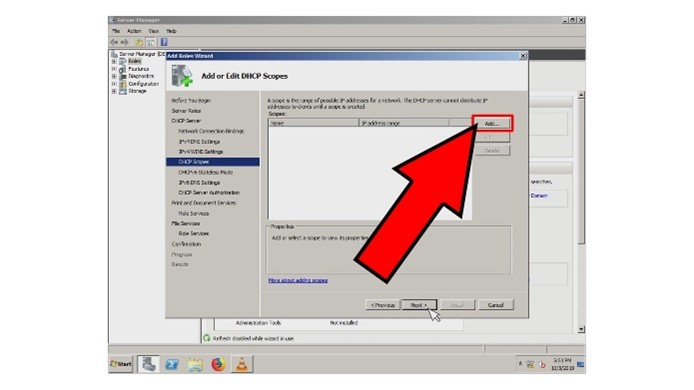 Server Manager
File Action View Help
Server Manager (DE
Roles
Features
Diagnostics
Configuration
Storage
Add Roles Wizard
Add or Edit DHCP Scopes
Before You Begin
Server Roles
DHCP Server
Network Connection Bindings
IPv4 DNS Settings
IPv4 WINS Settings
DHCP Scopes
DHCPv6 Stateless Mode
IPv6 DNS Settings
DHCP Server Authorization
Print and Document Services
Role Services
File Services
Role Services
Confirmation
Progress
Results
A scope is the range of possible IP addresses for a network. The DHCP server cannot distribute IP
addresses to clients until a scope is created.
Scopes:
Name IP address range
Add...
Delete
Properties
Add or select a scope to view its properties
More about adding scopes
< Previous Next > Install Cancel
searches,
Domain
Administration Tools Not installed
Refresh disabled while wizard in use
Start
5:51 PM